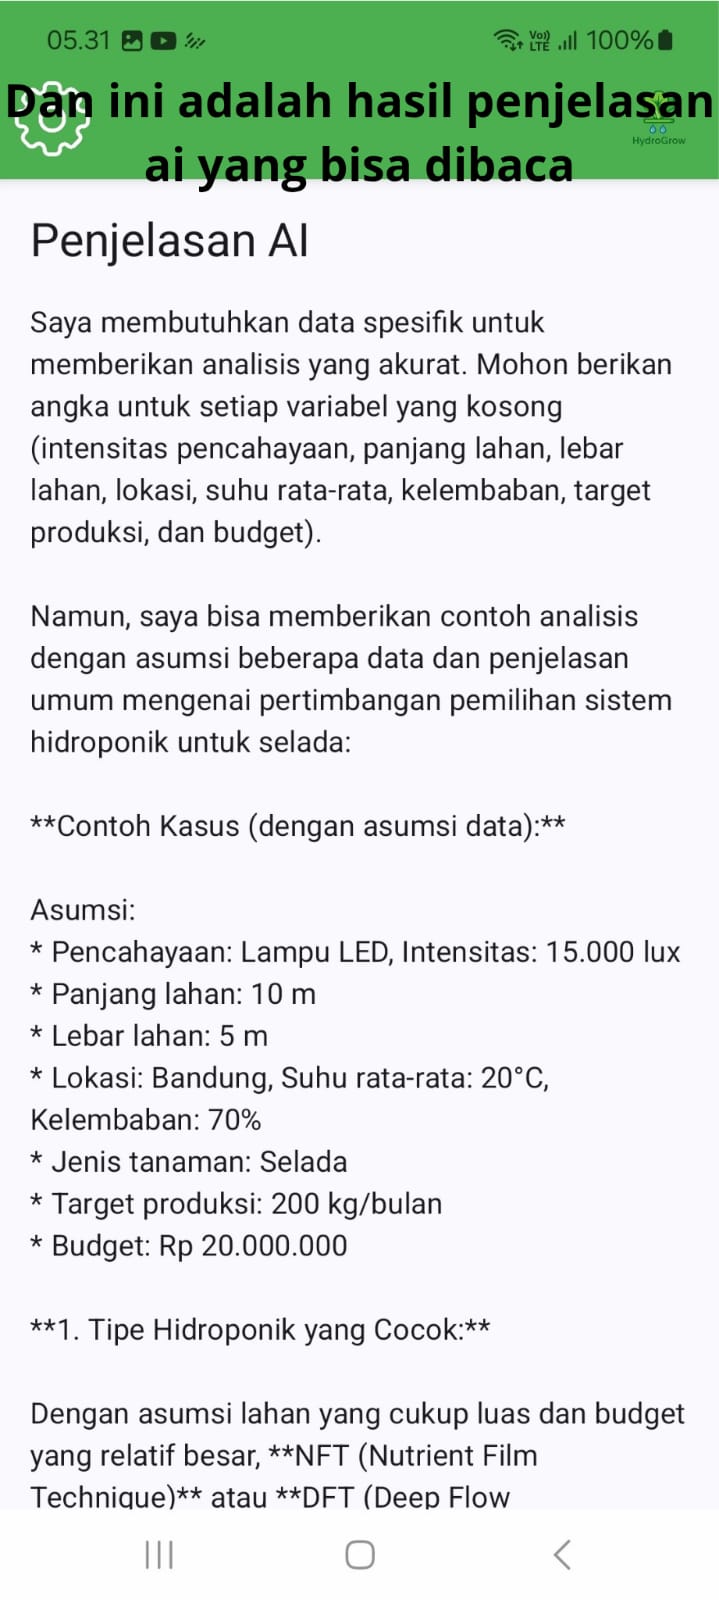 05.31
Vo))
LTE
100%
Dan ini adalah hasil penjelasan
ai yang bisa dibaca
HydroGrow
Penjelasan AI
Saya membutuhkan data spesifik untuk
memberikan analisis yang akurat. Mohon berikan
angka untuk setiap variabel yang kosong
(intensitas pencahayaan, panjang lahan, lebar
lahan, lokasi, suhu rata-rata, kelembaban, target
produksi, dan budget).
Namun, saya bisa memberikan contoh analisis
dengan asumsi beberapa data dan penjelasan
umum mengenai pertimbangan pemilihan sistem
hidroponik untuk selada:
**Contoh Kasus (dengan asumsi data):**
Asumsi:
* Pencahayaan: Lampu LED, Intensitas: 15.000 lux
* Panjang lahan: 10 m
* Lebar lahan: 5 m
* Lokasi: Bandung, Suhu rata-rata: 20°C,
Kelembaban: 70%
* Jenis tanaman: Selada
* Target produksi: 200 kg/bulan
* Budget: Rp 20.000.000
**1. Tipe Hidroponik yang Cocok:**
Dengan asumsi lahan yang cukup luas dan budget
yang relatif besar, **NFT (Nutrient Film
Technique)** atau **DFT (Deep Flow